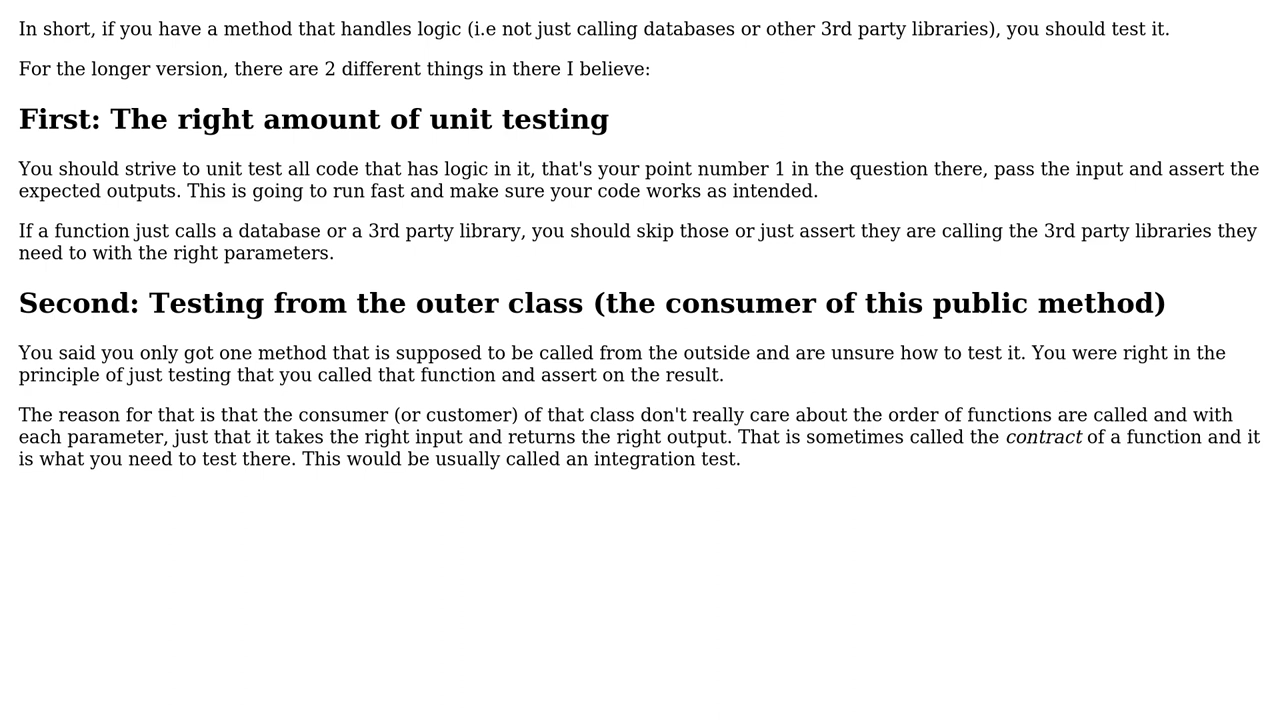 In short, if you have a method that handles logic (i.e not just calling databases or other 3rd party libraries), you should test it.
For the longer version, there are 2 different things in there I believe:
First: The right amount of unit testing
You should strive to unit test all code that has logic in it, that's your point number 1 in the question there, pass the input and assert the
expected outputs. This is going to run fast and make sure your code works as intended.
If a function just calls a database or a 3rd party library, you should skip those or just assert they are calling the 3rd party libraries they
need to with the right parameters.
Second: Testing from the outer class (the consumer of this public method)
You said you only got one method that is supposed to be called from the outside and are unsure how to test it. You were right in the
principle of just testing that you called that function and assert on the result.
The reason for that is that the consumer (or customer) of that class don't really care about the order of functions are called and with
each parameter, just that it takes the right input and returns the right output. That is sometimes called the contract of a function and it
is what you need to test there. This would be usually called an integration test.